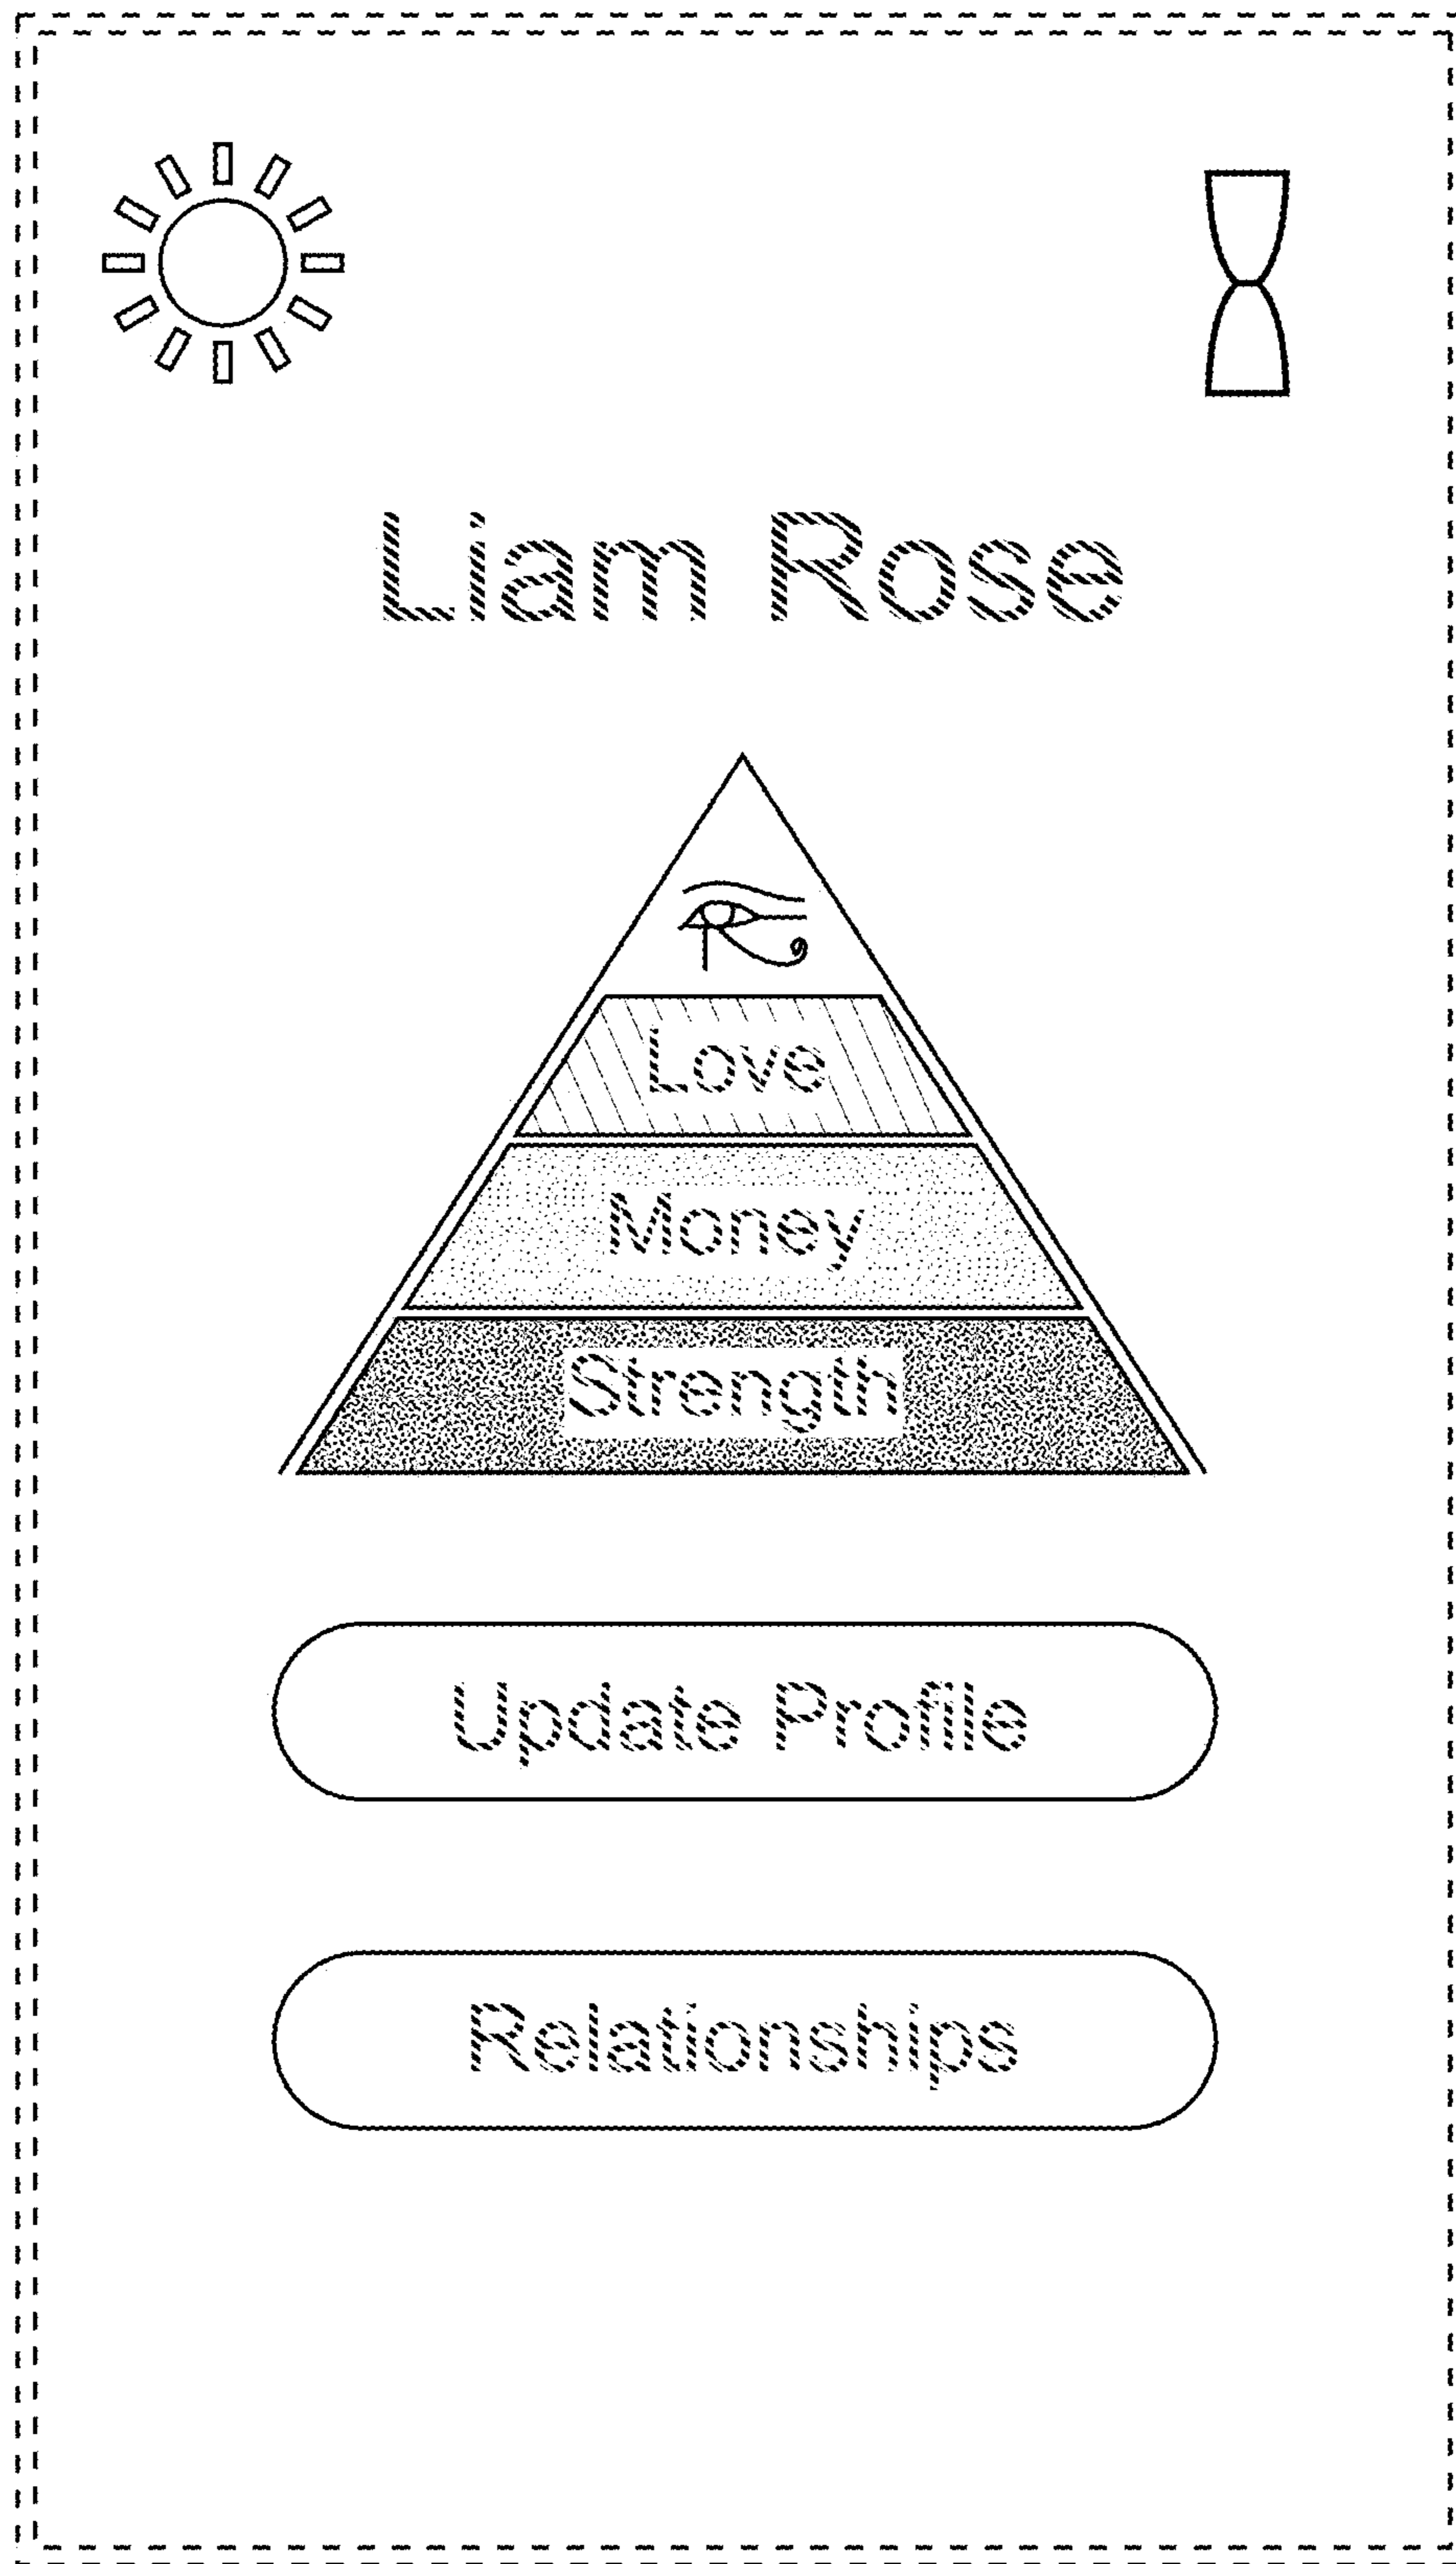 Liam Rose
Love
Money
Strength
Update Profile
Relationships